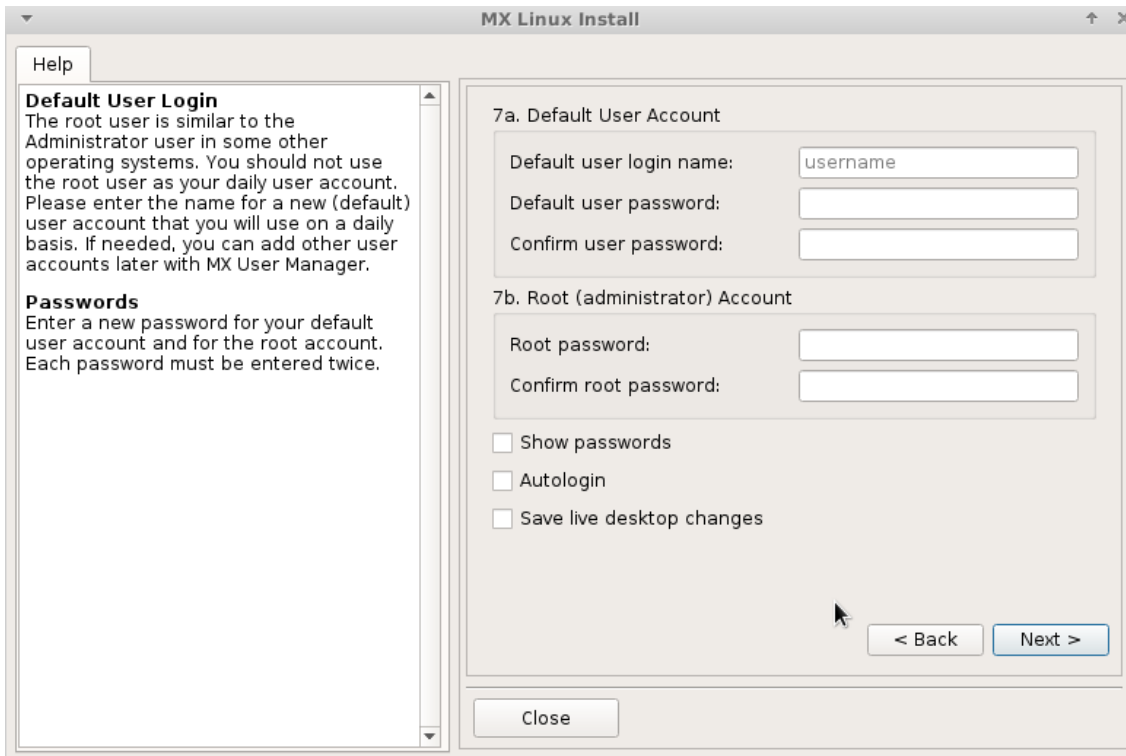 MX Linux Install
Help
Default User Login
The root user is similar to the
Administrator user in some other
operating systems. You should not use
the root user as your daily user account.
Please enter the name for a new (default)
user account that you will use on a daily
basis. If needed, you can add other user
accounts later with MX User Manager.
Passwords
Enter a new password for your default
user account and for the root account.
Each password must be entered twice.
7a. Default User Account
Default user login name: username
Default user password:
Confirm user password:
7b. Root (administrator) Account
Root password:
Confirm root password:
Show passwords
Autologin
Save live desktop changes
< Back Next >
Close